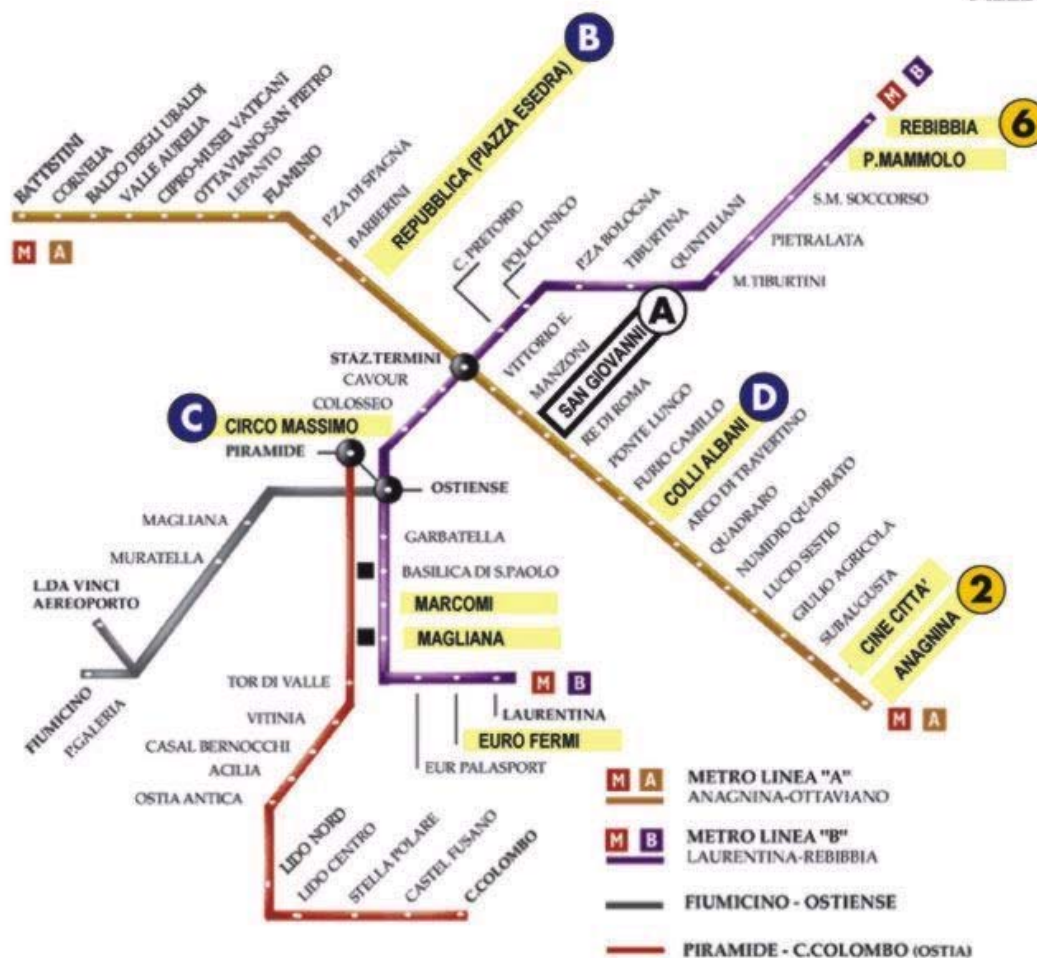 B
BATTISTINI
CORNELIA
BALDO DEGLI UBALDI
VALLE AURELIA
CIPRO-MUSEI VATICANI
OTTAVIANO-SAN PIETRO
LEPANTO
FLAMINIO
P.ZA DI SPAGNA
BARBERINI
REPUBBLICA (PIAZZA ESEDRA)
M A
C. PRETORIO
POLICLINICO
P.ZA BOLOGNA
TIBURTINA
QUINTILIANI
M B
REBIBBIA
6
P.MAMMOLO
S.M. SOCCORSO
PIETRALATA
M.TIBURTINI
STAZ.TERMINI
CAVOUR
COLOSSEO
C
CIRCO MASSIMO
PIRAMIDE
OSTIENSE
VITTORIO E.
MANZONI
SAN GIOVANNI
A
RE DI ROMA
PONTE LUNGO
FURIO CAMILLO
COLLI ALBANI
D
ARCO DI TRAVERTINO
QUADRARO
NUMIDIO QUADRATO
LUCIO SESTIO
GIULIO AGRICOLA
SUBAUGUSTA
CINE CITTA'
ANAGNINA
2
M A
MAGLIANA
MURATELLA
L.DA VINCI
AEREOPORTO
FIUMICINO
P.GALERIA
GARBATELLA
BASILICA DI S.PAOLO
MARCOMI
MAGLIANA
M B
LAURENTINA
EURO FERMI
EUR PALASPORT
TOR DI VALLE
VITINIA
CASAL BERNOCCHI
ACILIA
OSTIA ANTICA
LIDO NORD
LIDO CENTRO
STELLA POLARE
CASTEL FUSANO
C.COLOMBO
M A METRO LINEA "A"
ANAGNINA-OTTAVIANO
M B METRO LINEA "B"
LAURENTINA-REBIBBIA
FIUMICINO - OSTIENSE
PIRAMIDE - C.COLOMBO (OSTIA)